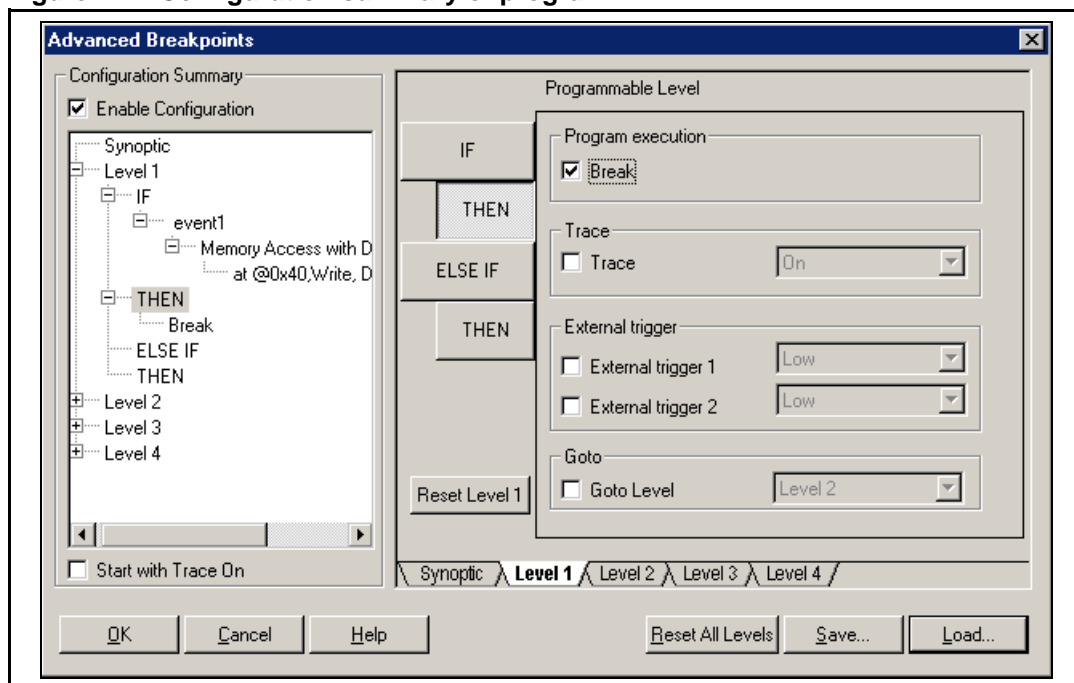 Advanced Breakpoints
Configuration Summary
Enable Configuration
Synoptic
Level 1
IF
event1
Memory Access with D
at @0x40,Write, D
THEN
Break
ELSE IF
THEN
Level 2
Level 3
Level 4
Start with Trace On
Programmable Level
IF
THEN
ELSE IF
THEN
Reset Level 1
Program execution
Break
Trace
Trace On
External trigger
External trigger 1 Low
External trigger 2 Low
Goto
Goto Level Level 2
Synoptic Level 1 Level 2 Level 3 Level 4
OK Cancel Help Reset All Levels Save... Load...